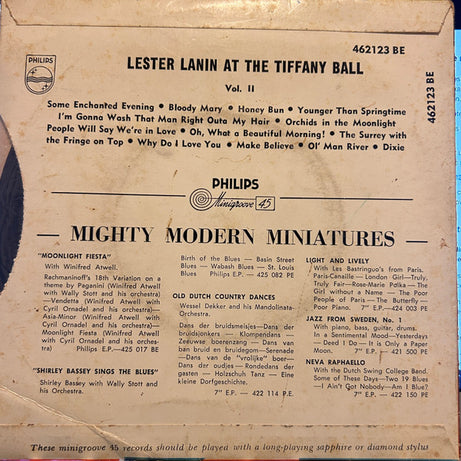 PHILIPS
462123 BE
462123 BE
LESTER LANIN AT THE TIFFANY BALL
Vol. II
Some Enchanted Evening • Bloody Mary • Honey Bun • Younger Than Springtime
I'm Gonna Wash That Man Right Outa My Hair • Orchids in the Moonlight
People Will Say We're in Love • Oh, What a Beautiful Morning! • The Surrey with
the Fringe on Top • Why Do I Love You • Make Believe • Ol' Man River • Dixie
PHILIPS
Minigroove 45
— MIGHTY MODERN MINIATURES —
"MOONLIGHT FIESTA"
With Winifred Atwell.
Rachmaninoff's 18th Variation on a
theme by Paganini (Winifred Atwell
with Wally Stott and his orchestra)
—Vendetta (Winifred Atwell with
Cyril Ornadel and his orchestra)—
Asia-Minor (Winifred Atwell with
Cyril Ornadel and his orchestra)—
Moonlight Fiesta (Winifred Atwell
with Cyril Ornadel and his orchestra)
Philips E.P. — 425 017 BE
"SHIRLEY BASSEY SINGS THE BLUES"
Shirley Bassey with Wally Stott and
his Orchestra.
Birth of the Blues — Basin Street
Blues — Wabash Blues — St. Louis
Blues Philips E.P. — 425 082 PE
OLD DUTCH COUNTRY DANCES
Wessel Dekker and his Mandolinata
Orchestra.
Dans der bruidsmeisjes—Dans der
bruidsjonkers — Klompendans —
Zeeuwse boerenzang — Dans van
ban bruid en bruidegom—Serenade
—Dans van de "vrolijke" boer—
Dans der oudjes — Rondedans der
gasten — Holzschuh Tanz — Eine
kleine Dorfgeschichte.
7" E.P. — 422 114 P.E.
LIGHT AND LIVELY
With Les Bastringuo's from Paris.
Paris-Canaille — London Girl—Truly,
Truly Fair—Rose-Marie Polka — The
Girl without a Name — The Poor
People of Paris — The Butterfly —
Poor Piano. 7" E.P.—424 003 PE
JAZZ FROM SWEDEN, No. 1
With piano, bass, guitar, drums.
In a Sentimental Mood—Yesterdays
— Deed I Do — It is Only a Paper
Moon. 7" E.P. — 421 500 PE
NEVA RAPHAELLO
With the Dutch Swing College Band.
Some of These Days—Two 19 Blues
—I Ain't Got Nobody—Am I Blue?
7" E.P. — 422 150 PE
These minigroove 45 records should be played with a long-playing sapphire or diamond stylus